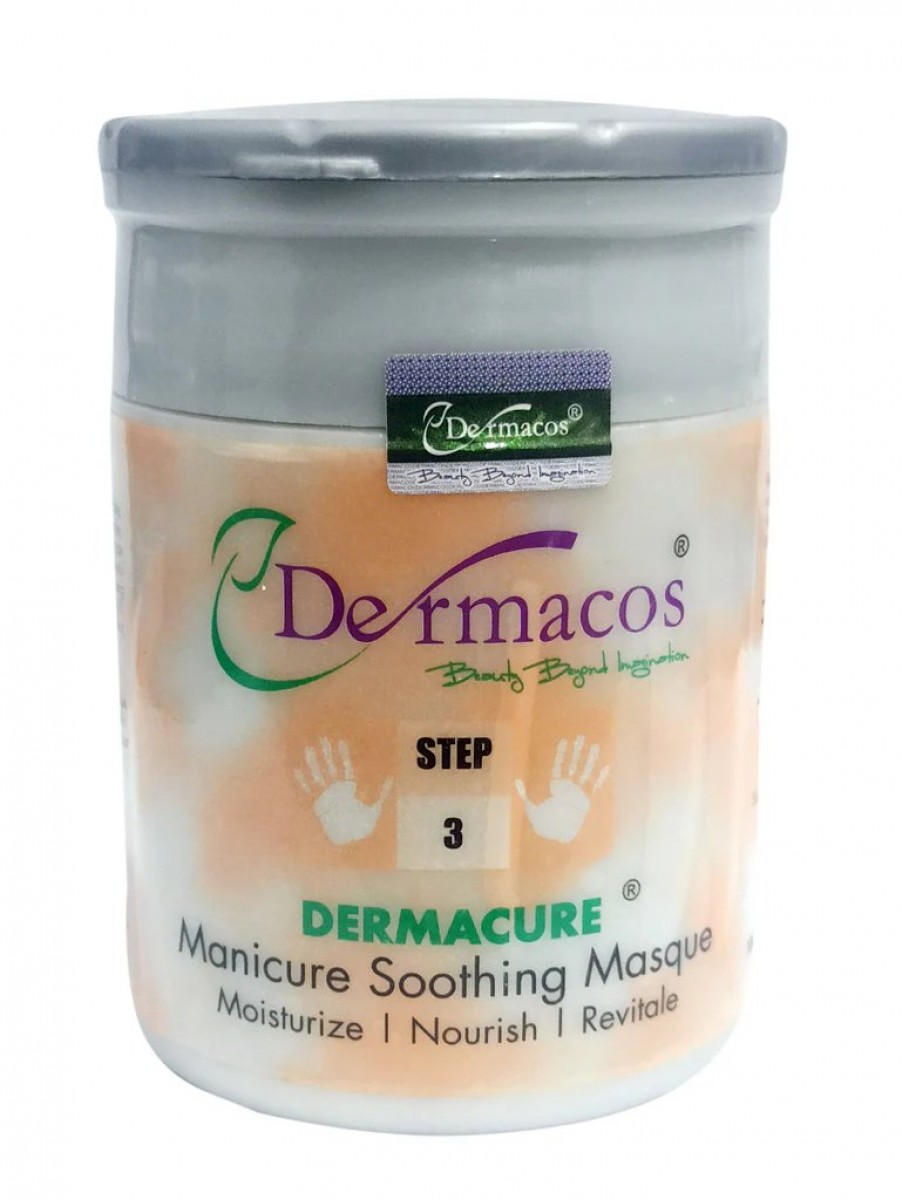 Dermacos®
Beauty Beyond Imagination
Dermacos®
Beauty Beyond Imagination
STEP
3
DERMACURE®
Manicure Soothing Masque
Moisturize | Nourish | Revitale